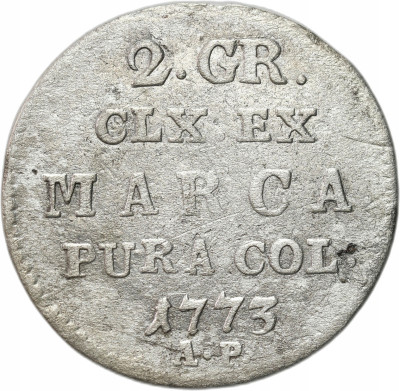 2.GR.
CLX.EX
MARCA
PURA COL.
1773
A.P